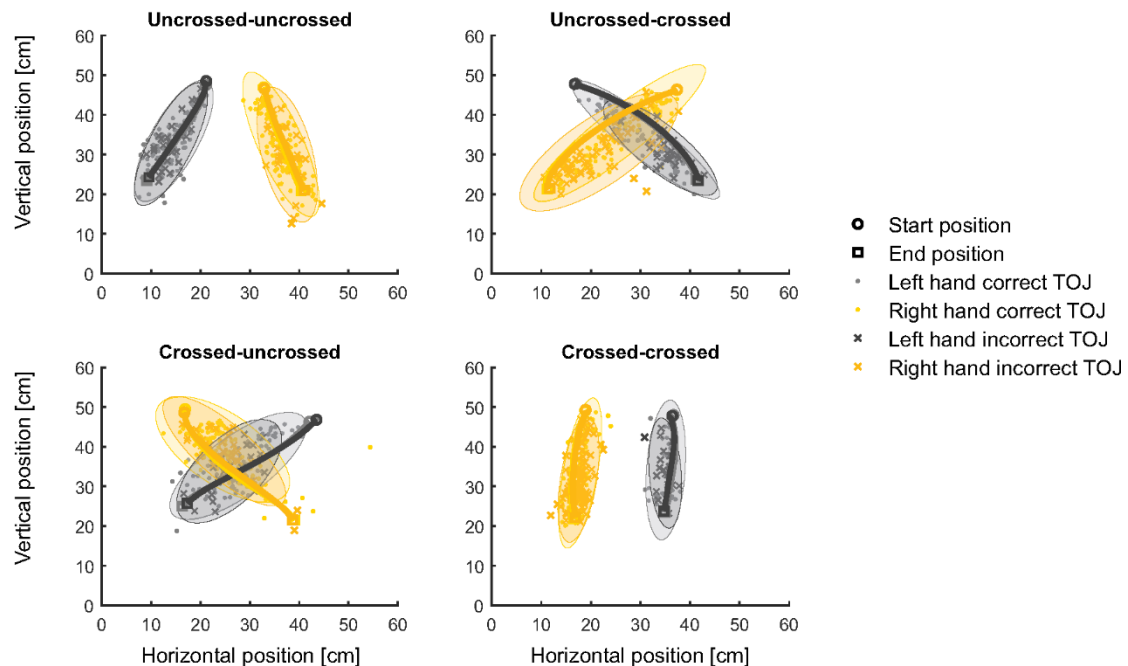 Uncrossed-uncrossed
Uncrossed-crossed
Vertical position [cm]
60
50
40
30
20
10
0
0 10 20 30 40 50 60
60
50
40
30
20
10
0
0 10 20 30 40 50 60
Start position
End position
Left hand correct TOJ
Right hand correct TOJ
Left hand incorrect TOJ
Right hand incorrect TOJ
Crossed-uncrossed
Crossed-crossed
Vertical position [cm]
60
50
40
30
20
10
0
0 10 20 30 40 50 60
Horizontal position [cm]
60
50
40
30
20
10
0
0 10 20 30 40 50 60
Horizontal position [cm]